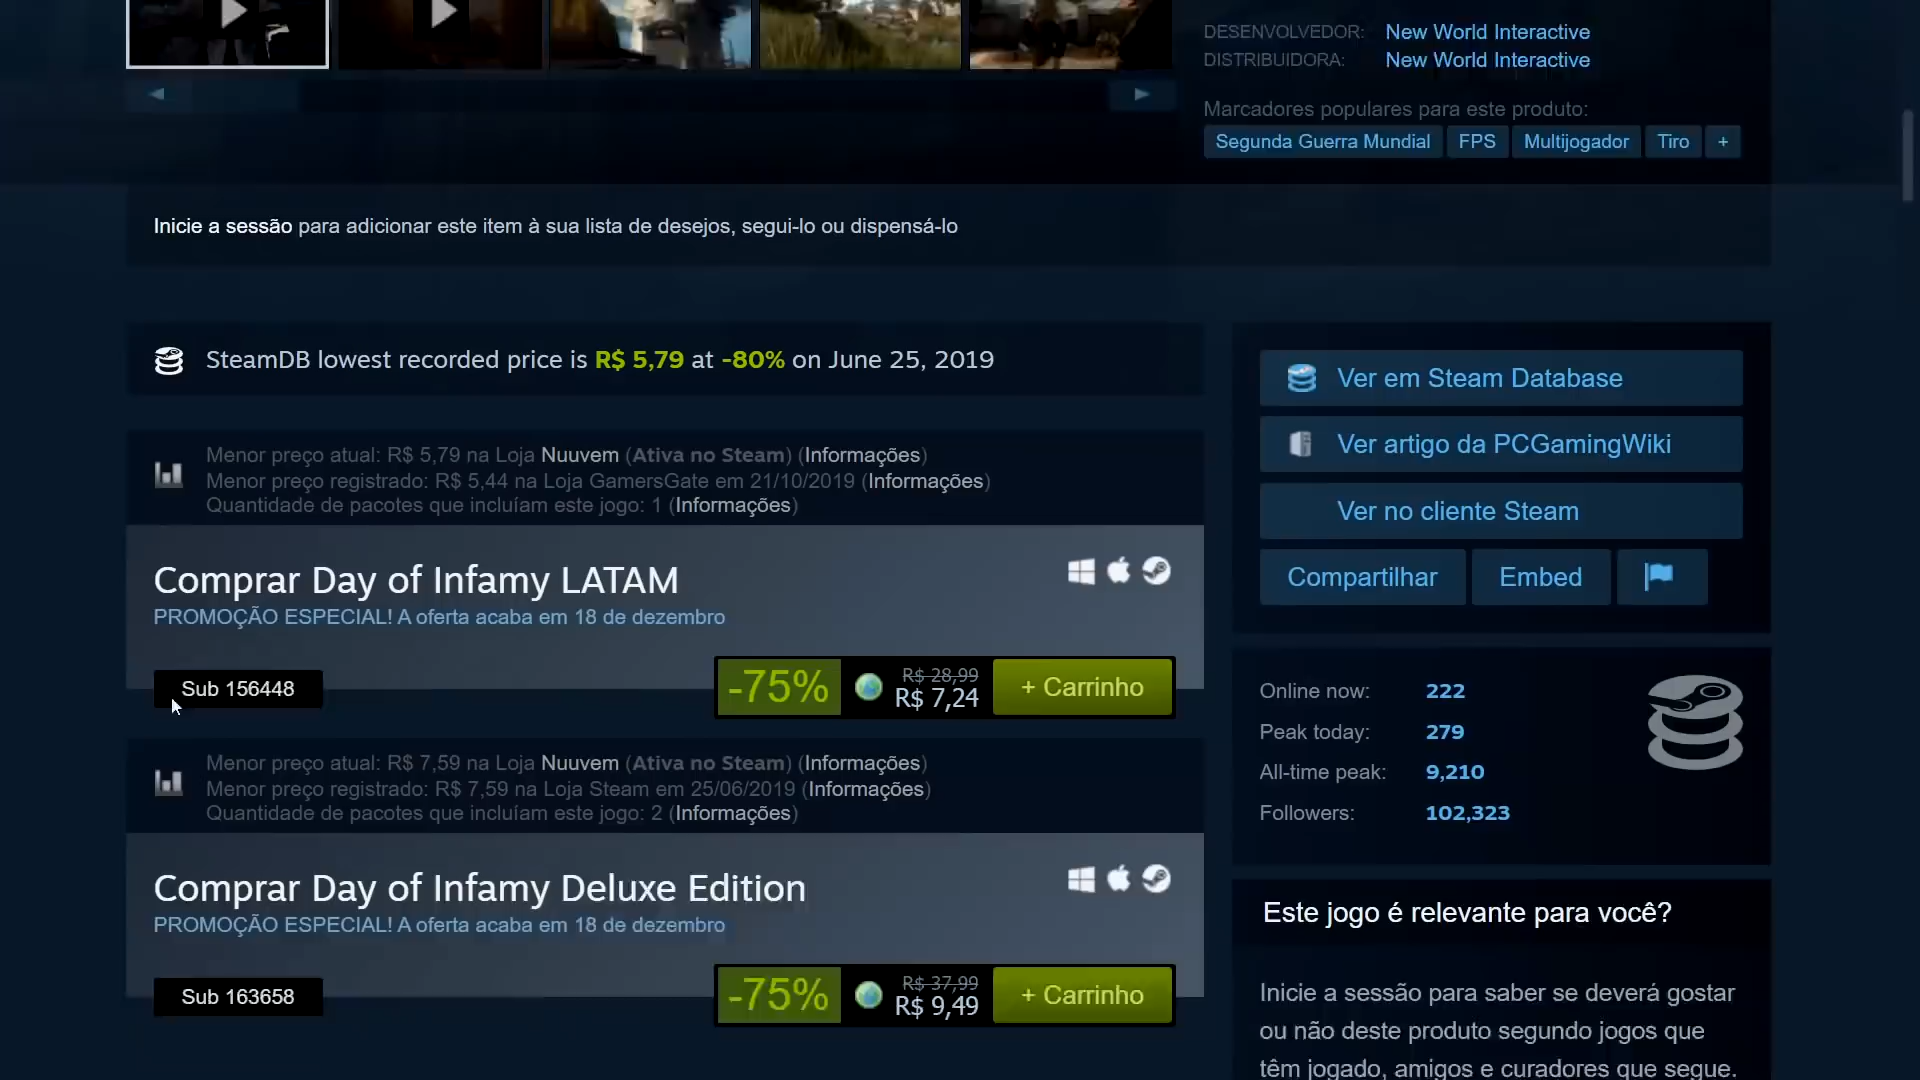 DESENVOLVEDOR: New World Interactive
DISTRIBUIDORA: New World Interactive
Marcadores populares para este produto:
Segunda Guerra Mundial FPS Multijogador Tiro +
Inicie a sessão para adicionar este item à sua lista de desejos, segui-lo ou dispensá-lo
SteamDB lowest recorded price is R$ 5,79 at -80% on June 25, 2019
Menor preço atual: R$ 5,79 na Loja Nuuvem (Ativa no Steam) (Informações)
Menor preço registrado: R$ 5,44 na Loja GamersGate em 21/10/2019 (Informações)
Quantidade de pacotes que incluíam este jogo: 1 (Informações)
Comprar Day of Infamy LATAM
PROMOÇÃO ESPECIAL! A oferta acaba em 18 de dezembro
Sub 156448
-75% R$ 28,99 R$ 7,24 + Carrinho
Menor preço atual: R$ 7,59 na Loja Nuuvem (Ativa no Steam) (Informações)
Menor preço registrado: R$ 7,59 na Loja Steam em 25/06/2019 (Informações)
Quantidade de pacotes que incluíam este jogo: 2 (Informações)
Comprar Day of Infamy Deluxe Edition
PROMOÇÃO ESPECIAL! A oferta acaba em 18 de dezembro
Sub 163658
-75% R$ 37,99 R$ 9,49 + Carrinho
Ver em Steam Database
Ver artigo da PCGamingWiki
Ver no cliente Steam
Compartilhar Embed
Online now: 222
Peak today: 279
All-time peak: 9,210
Followers: 102,323
Este jogo é relevante para você?
Inicie a sessão para saber se deverá gostar
ou não deste produto segundo jogos que
têm jogado, amigos e curadores que segue.